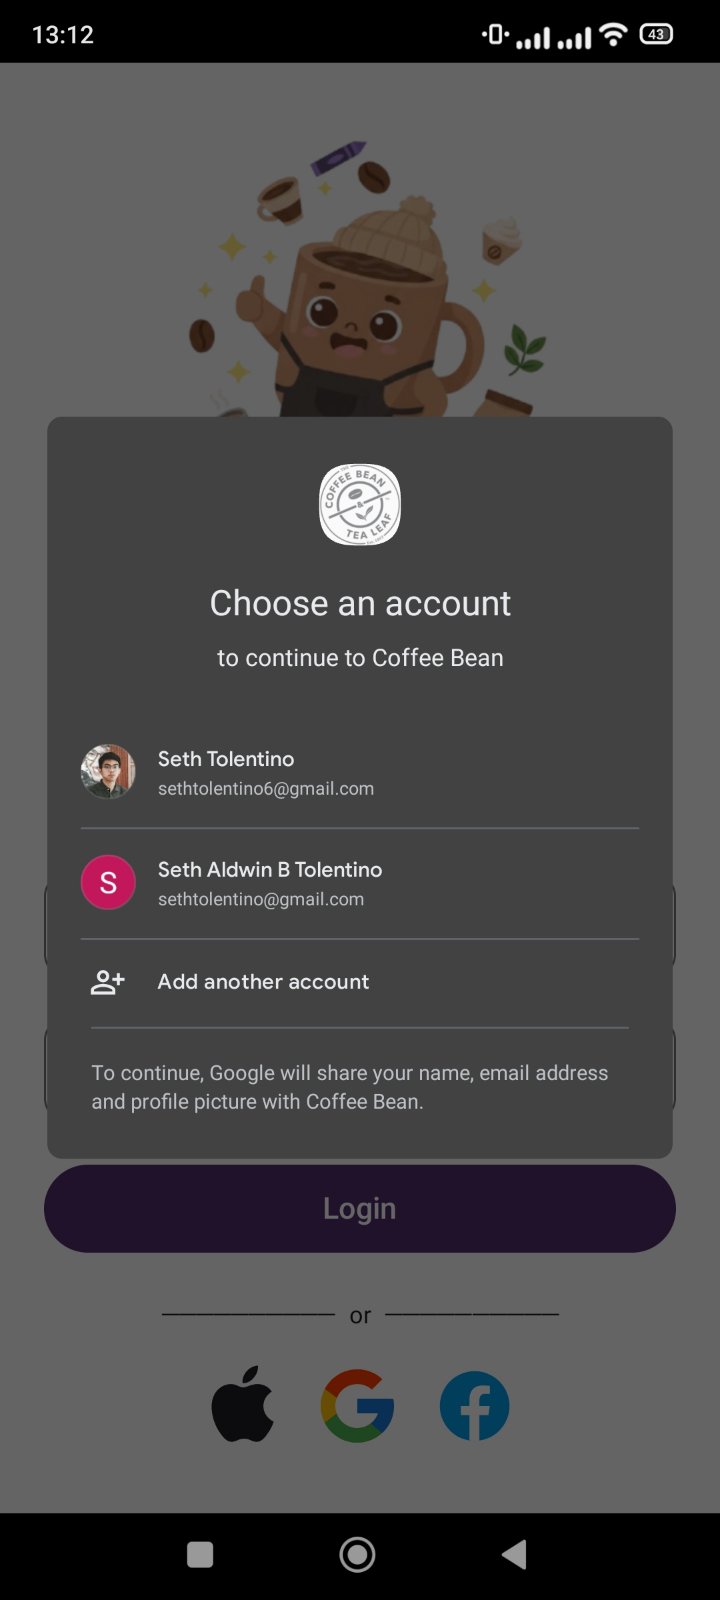 13:12
43
COFFEE BEAN
&
TEA LEAF
Choose an account
to continue to Coffee Bean
Seth Tolentino
sethtolentino6@gmail.com
S
Seth Aldwin B Tolentino
sethtolentino@gmail.com
Add another account
To continue, Google will share your name, email address
and profile picture with Coffee Bean.
Login
or